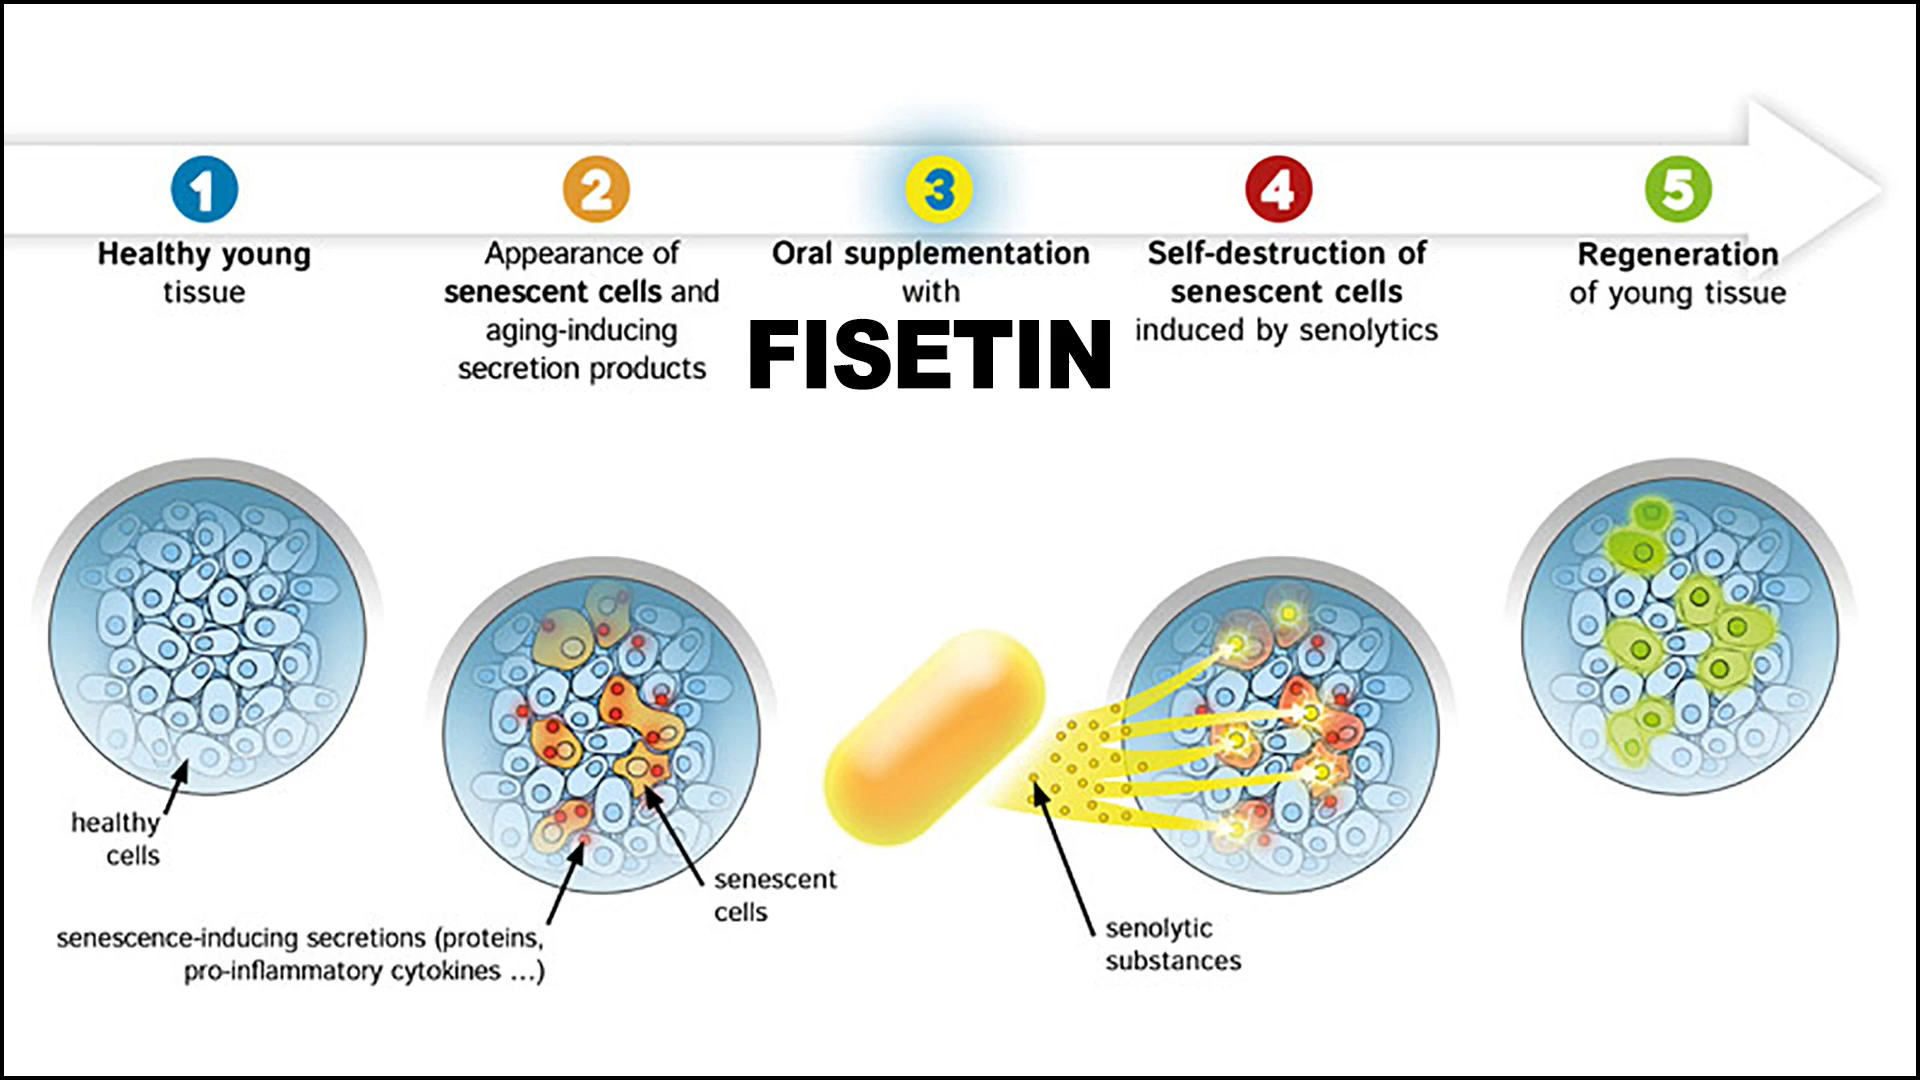 1
Healthy young
tissue
2
Appearance of
senescent cells and
aging-inducing
secretion products
3
Oral supplementation
with
FISETIN
4
Self-destruction of
senescent cells
induced by senolytics
5
Regeneration
of young tissue
healthy
cells
senescence-inducing secretions (proteins,
pro-inflammatory cytokines ...)
senescent
cells
senolytic
substances